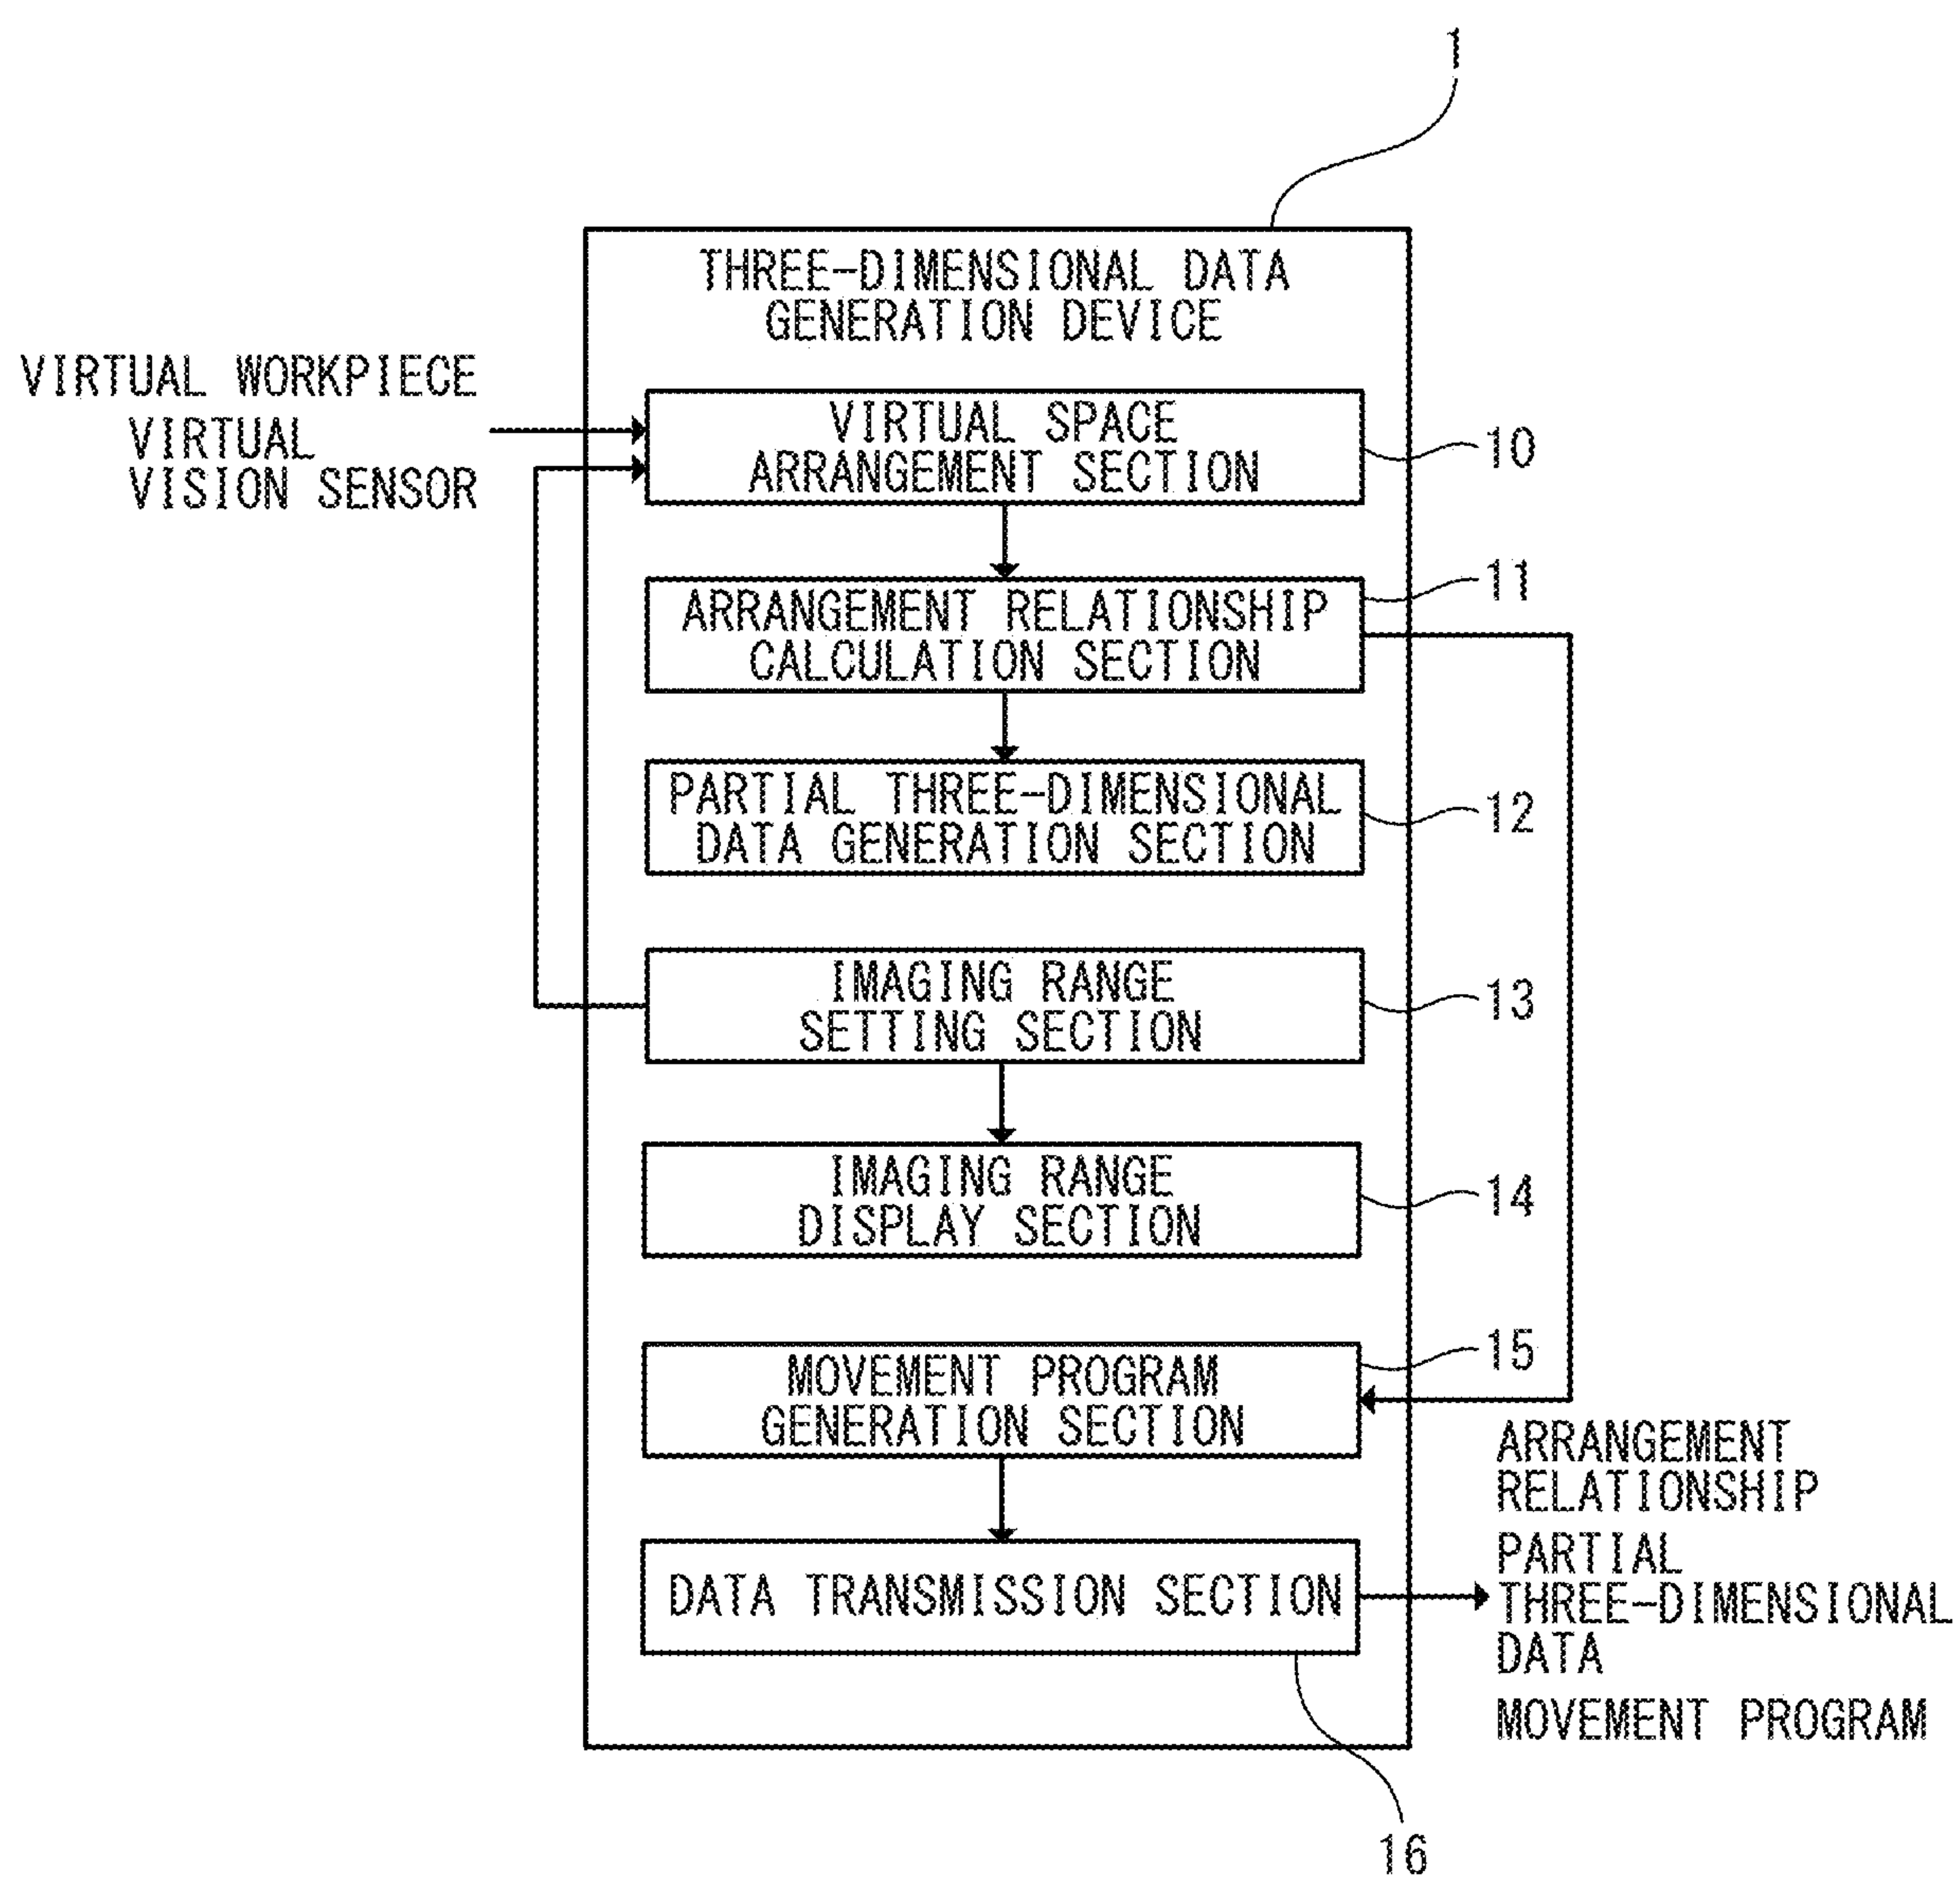 1
THREE-DIMENSIONAL DATA
GENERATION DEVICE
VIRTUAL WORKPIECE
VIRTUAL
VISION SENSOR
VIRTUAL SPACE
ARRANGEMENT SECTION
10
ARRANGEMENT RELATIONSHIP
CALCULATION SECTION
11
PARTIAL THREE-DIMENSIONAL
DATA GENERATION SECTION
12
IMAGING RANGE
SETTING SECTION
13
IMAGING RANGE
DISPLAY SECTION
14
MOVEMENT PROGRAM
GENERATION SECTION
15
DATA TRANSMISSION SECTION
16
ARRANGEMENT
RELATIONSHIP
PARTIAL
THREE-DIMENSIONAL
DATA
MOVEMENT PROGRAM